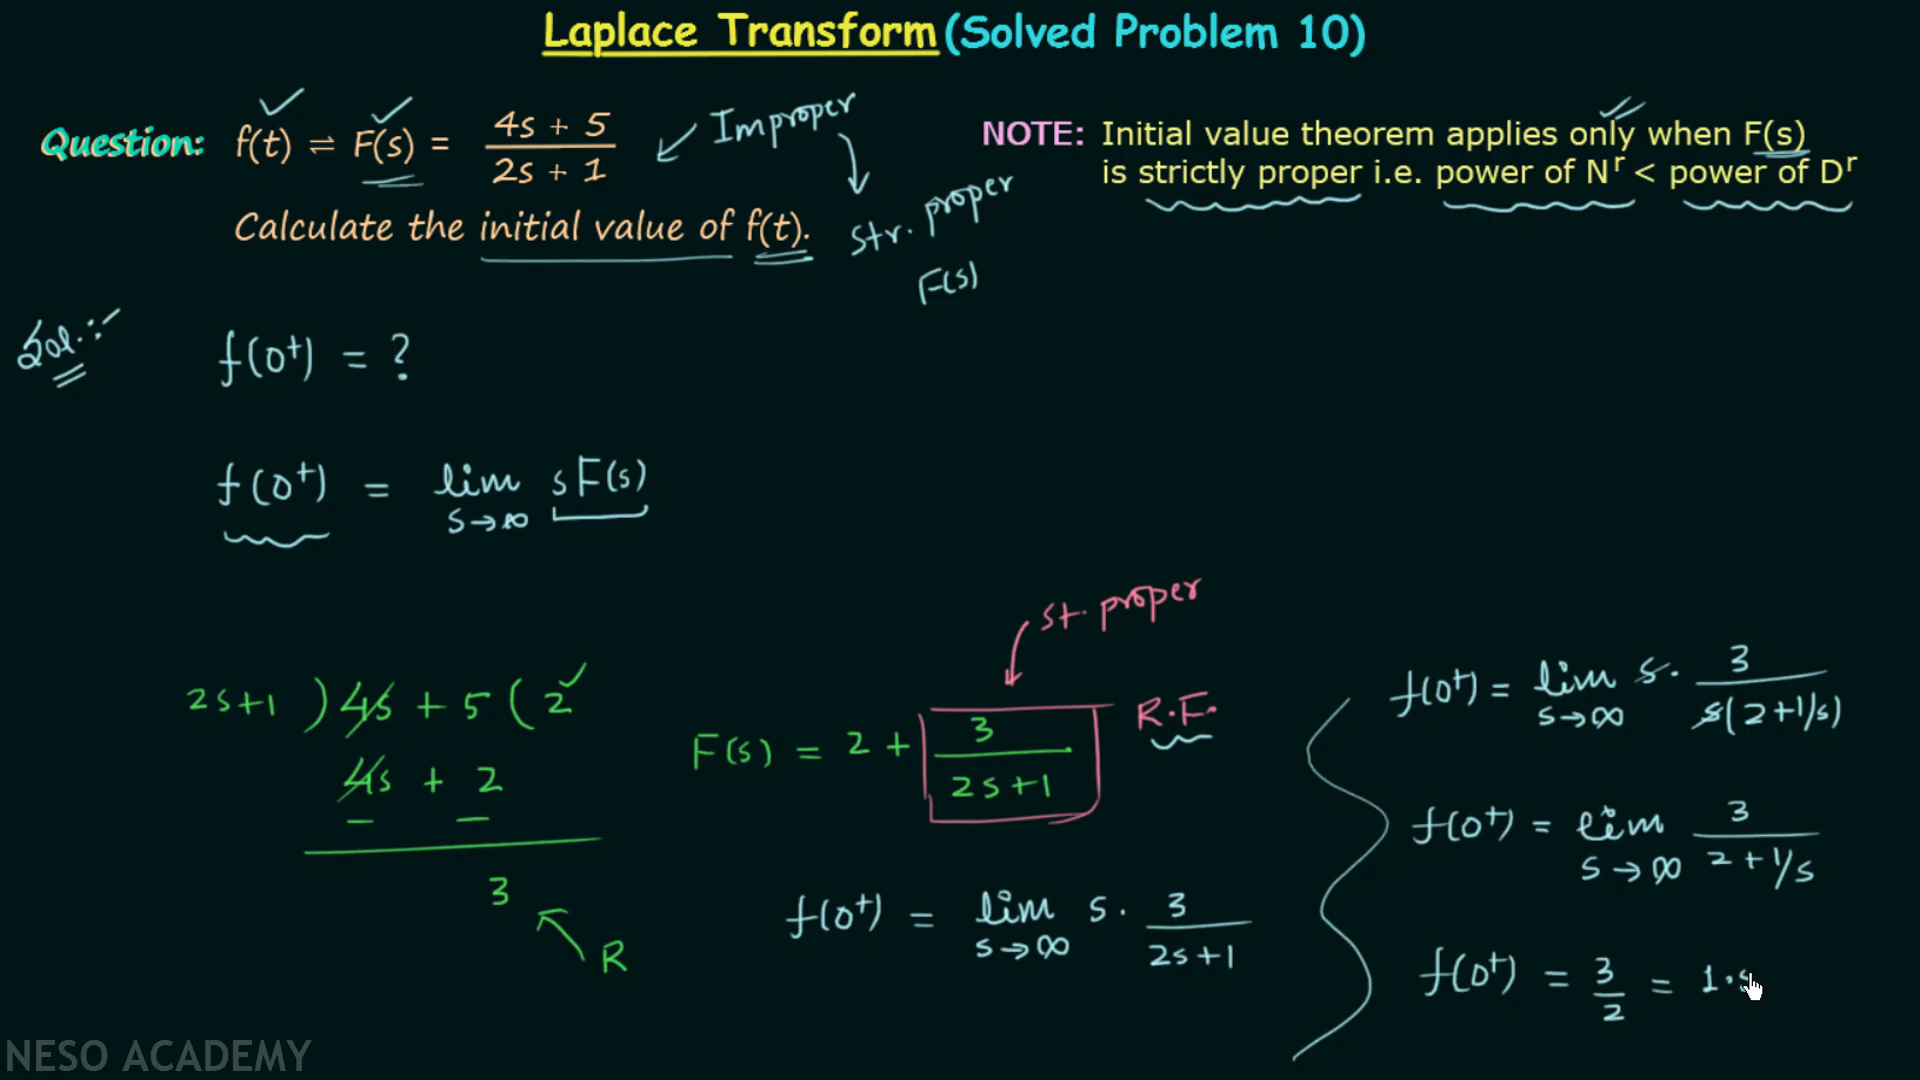 Laplace Transform (Solved Problem 10)
Question: f(t) ⇌ F(s) = (4s + 5)/(2s + 1)
Calculate the initial value of f(t).
Improper
Str. proper
F(s)
NOTE: Initial value theorem applies only when F(s)
is strictly proper i.e. power of Nʳ < power of Dʳ
Sol.:
f(0⁺) = ?
f(0⁺) = lim s→∞ sF(s)
2s+1 ) 4s + 5 ( 2
4s + 2
− −
3
R
st. proper
F(s) = 2 + 3/(2s+1)
R.F.
f(0⁺) = lim s→∞ s· 3/(2s+1)
f(0⁺) = lim s→∞ s· 3/(s(2+1/s))
f(0⁺) = lim s→∞ 3/(2+1/s)
f(0⁺) = 3/2 = 1.
NESO ACADEMY